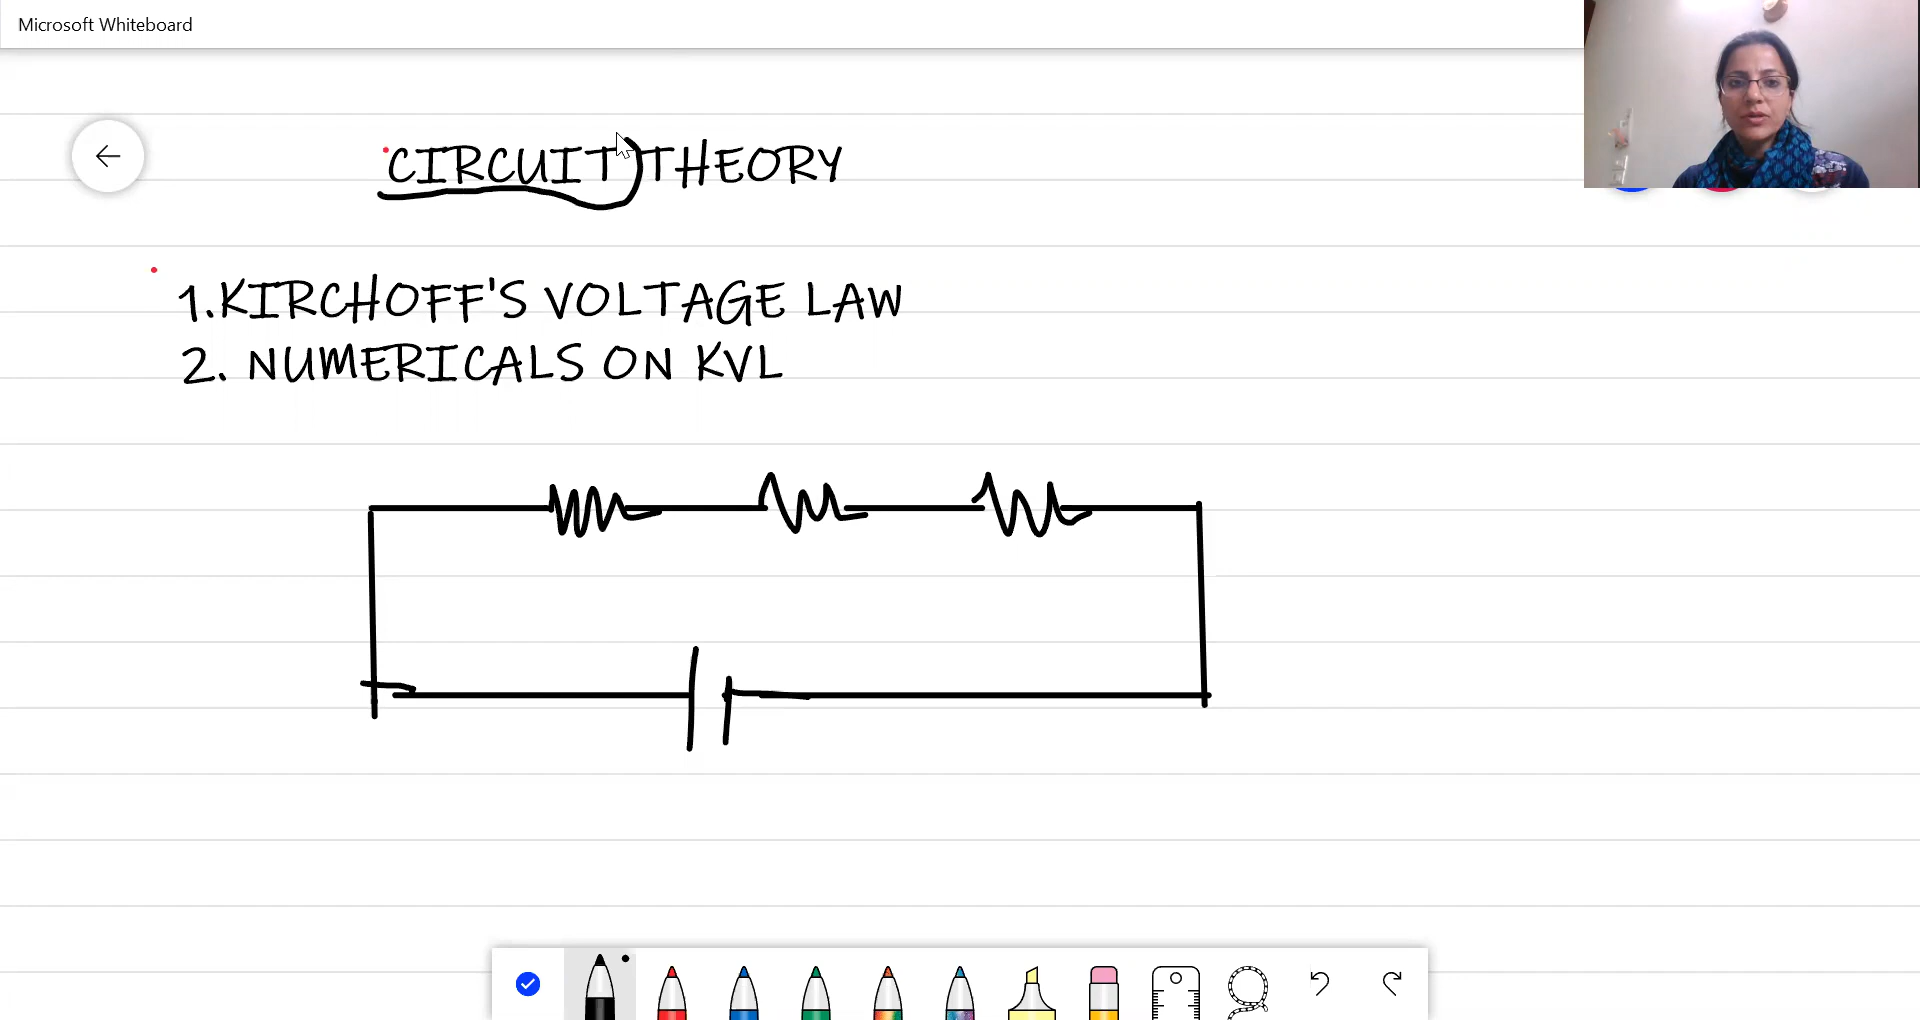 Microsoft Whiteboard
CIRCUIT THEORY
1.KIRCHOFF'S VOLTAGE LAW
2. NUMERICALS ON KVL